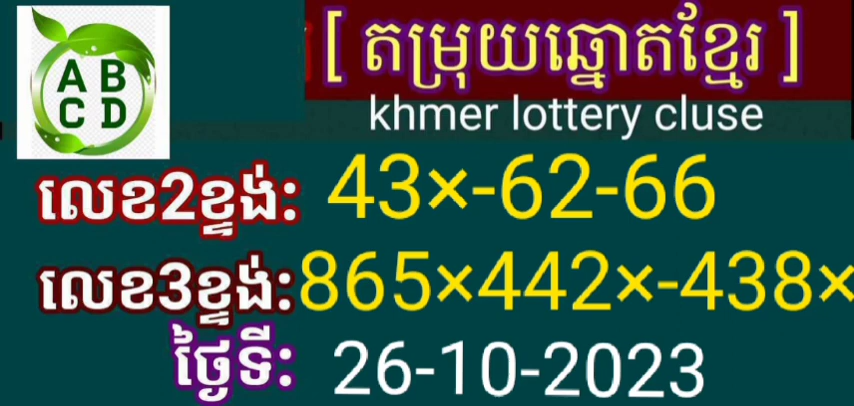 A B
C D
[ តម្រុយឆ្នោតខ្មែរ ]
khmer lottery cluse
លេខ2ខ្ទង់: 43×-62-66
លេខ3ខ្ទង់:865×442×-438×
ថ្ងៃទី: 26-10-2023